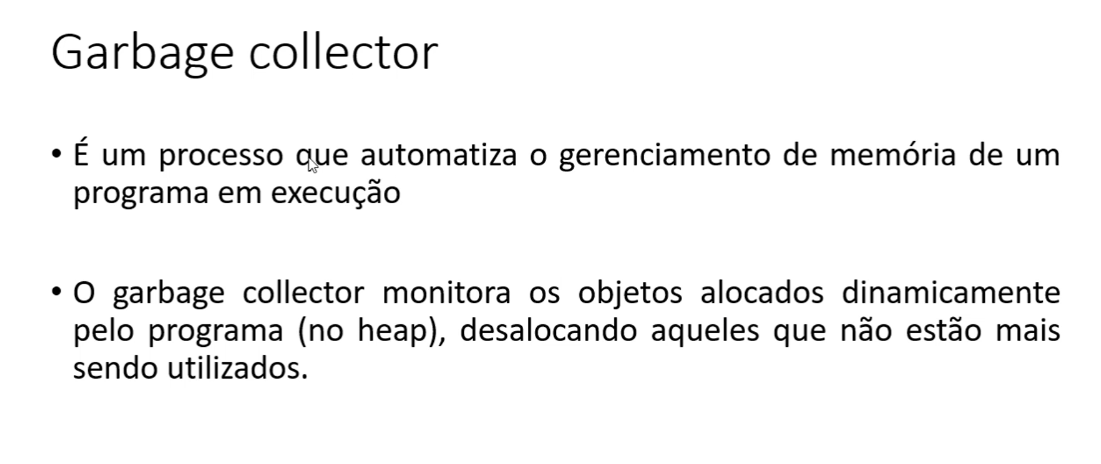 Garbage collector
• É um processo que automatiza o gerenciamento de memória de um
programa em execução
• O garbage collector monitora os objetos alocados dinamicamente
pelo programa (no heap), desalocando aqueles que não estão mais
sendo utilizados.